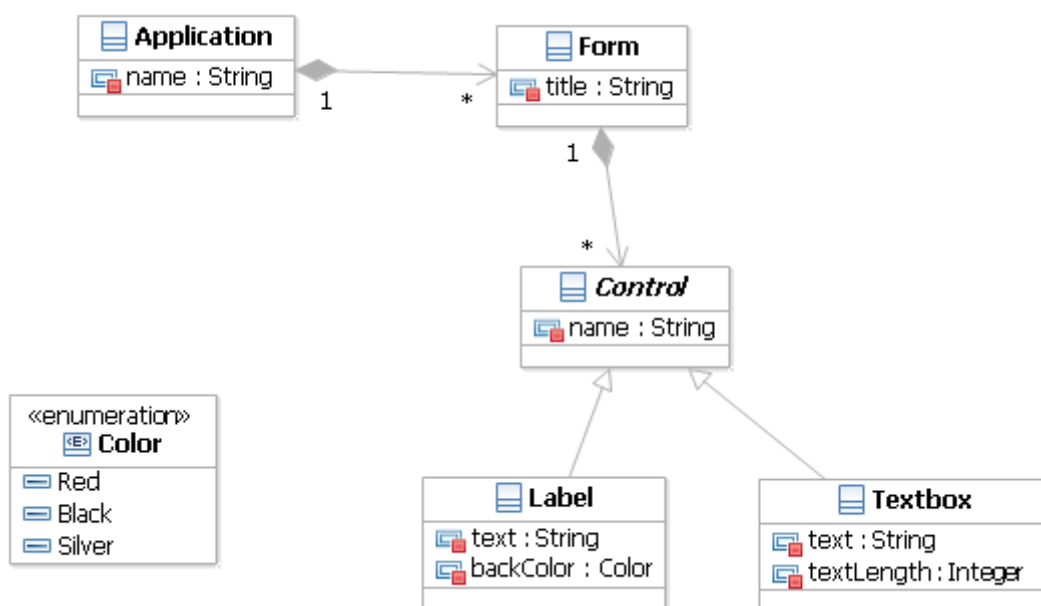 Application
name : String
1
*
Form
title : String
1
*
Control
name : String
«enumeration»
<E> Color
Red
Black
Silver
Label
text : String
backColor : Color
Textbox
text : String
textLength : Integer